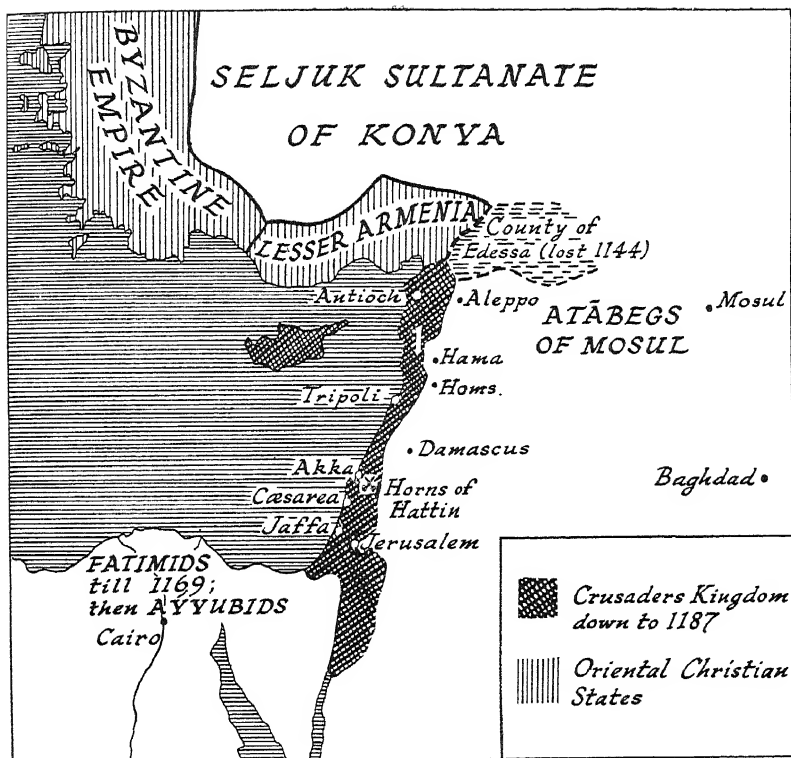 BYZANTINE
EMPIRE
SELJUK SULTANATE
OF KONYA
LESSER ARMENIA
County of
Edessa (lost 1144)
Antioch
Aleppo
Mosul
ATĀBEGS
OF MOSUL
Hama
Homs.
Tripoli
Damascus
Akka
Baghdad
Cæsarea
Horns of
Hattin
Jaffa
Jerusalem
FATIMIDS
till 1169;
then AYYUBIDS
Cairo
Crusaders Kingdom
down to 1187
Oriental Christian
States